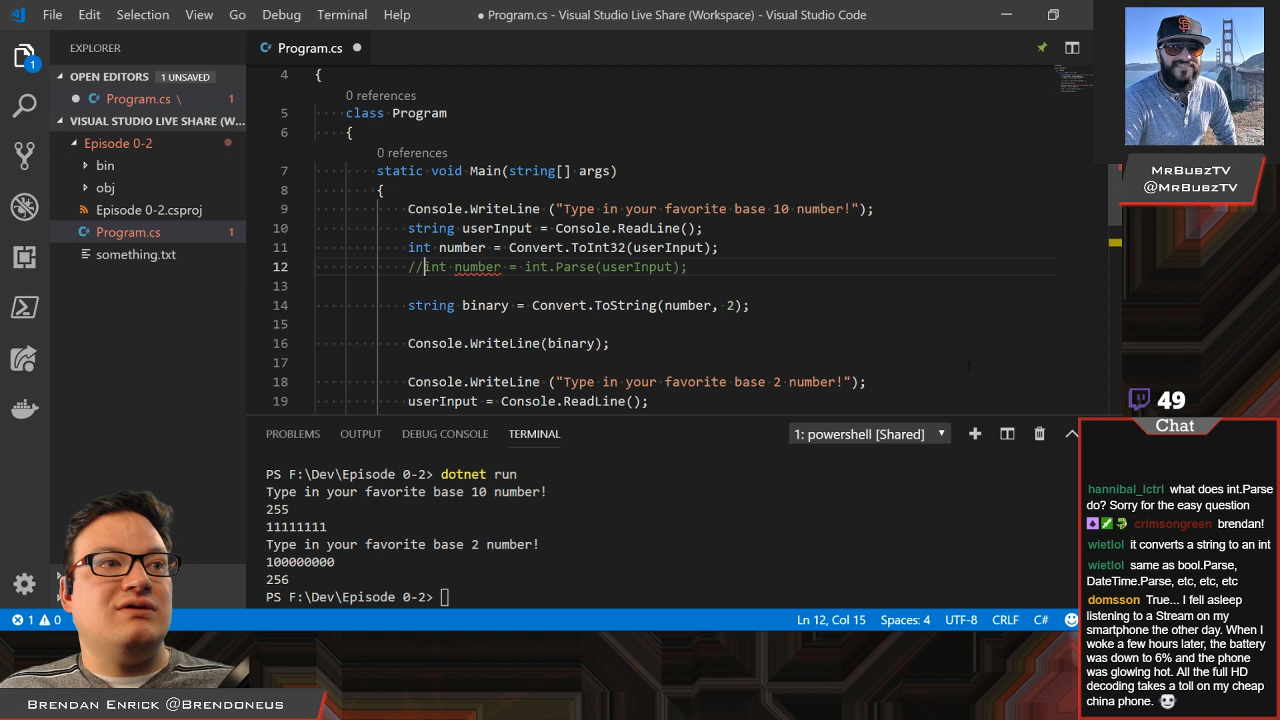 File Edit Selection View Go Debug Terminal Help
● Program.cs - Visual Studio Live Share (Workspace) - Visual Studio Code
EXPLORER
OPEN EDITORS 1 UNSAVED
Program.cs \ 1
VISUAL STUDIO LIVE SHARE (W...
Episode 0-2
bin
obj
Episode 0-2.csproj
Program.cs 1
something.txt
1
Program.cs
4 {
0 references
5 class Program
6 {
0 references
7 static void Main(string[] args)
8 {
9 Console.WriteLine ("Type in your favorite base 10 number!");
10 string userInput = Console.ReadLine();
11 int number = Convert.ToInt32(userInput);
12 //int number = int.Parse(userInput);
13
14 string binary = Convert.ToString(number, 2);
15
16 Console.WriteLine(binary);
17
18 Console.WriteLine ("Type in your favorite base 2 number!");
19 userInput = Console.ReadLine();
PROBLEMS OUTPUT DEBUG CONSOLE TERMINAL
1: powershell [Shared]
PS F:\Dev\Episode 0-2> dotnet run
Type in your favorite base 10 number!
255
11111111
Type in your favorite base 2 number!
100000000
256
PS F:\Dev\Episode 0-2>
1 0
Ln 12, Col 15 Spaces: 4 UTF-8 CRLF C#
MrBubzTV
@MrBubzTV
49
Chat
hannibal_lctrl what does int.Parse
do? Sorry for the easy question
crimsongreen brendan!
wietlol it converts a string to an int
wietlol same as bool.Parse,
DateTime.Parse, etc, etc, etc
domsson True... I fell asleep
listening to a Stream on my
smartphone the other day. When I
woke a few hours later, the battery
was down to 6% and the phone
was glowing hot. All the full HD
decoding takes a toll on my cheap
china phone.
Brendan Enrick @Brendoneus